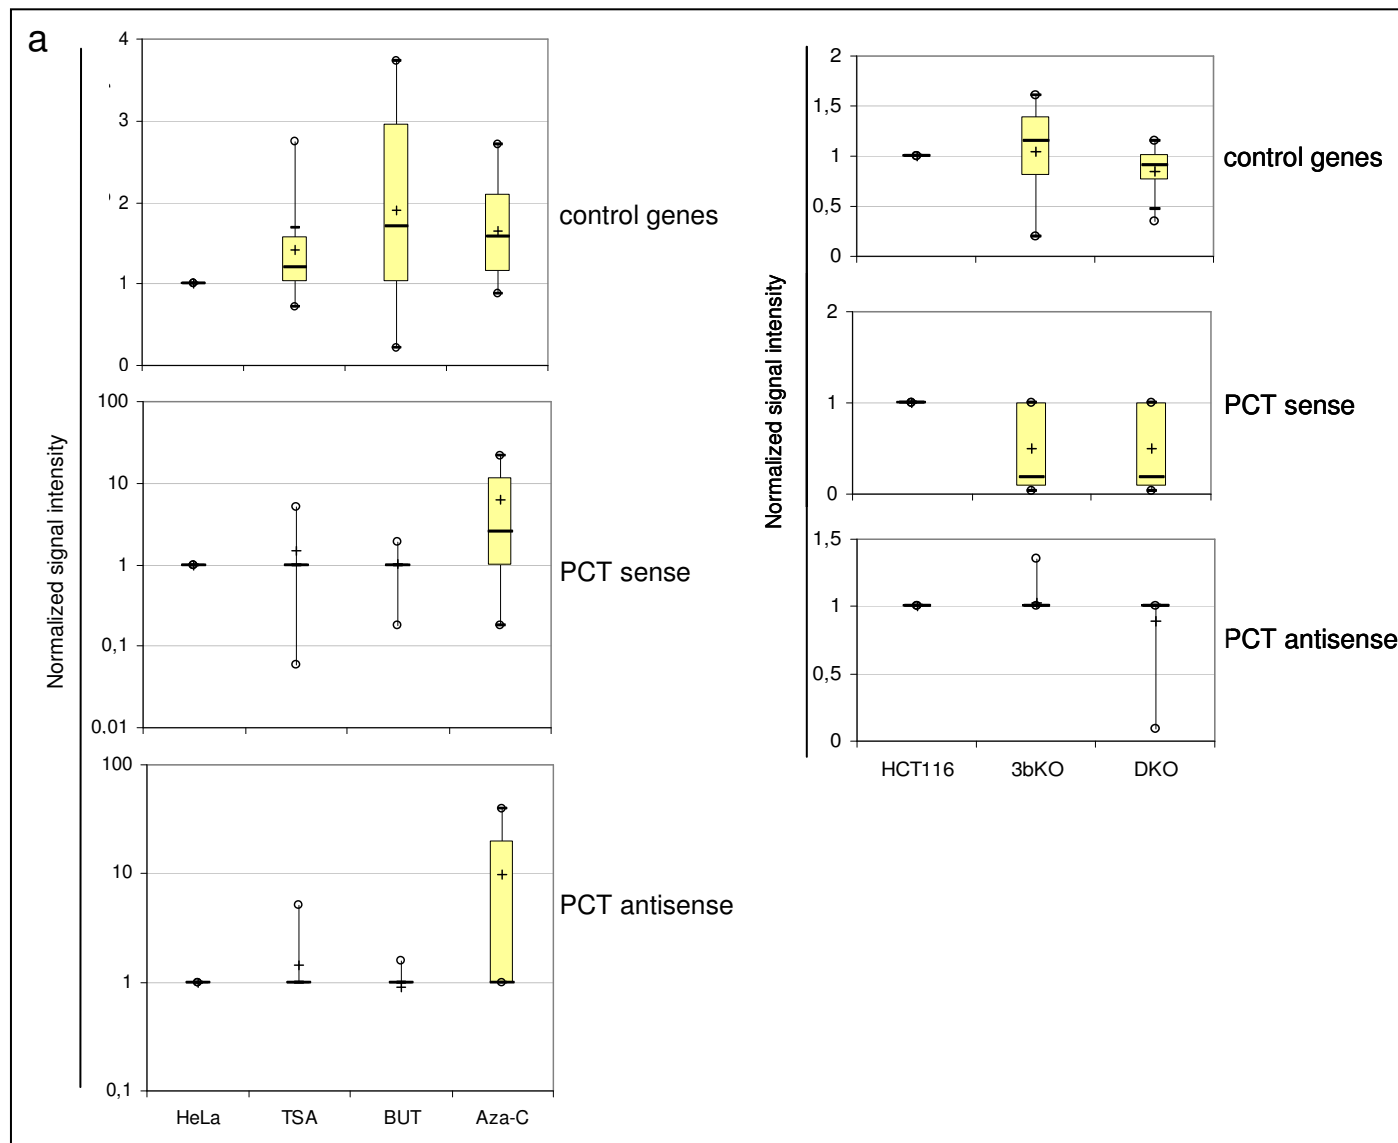 a
4
3
2
1
0
control genes
100
10
1
0,1
0.01
PCT sense
Normalized signal intensity
100
10
1
0,1
PCT antisense
HeLa TSA BUT Aza-C
2
1,5
1
0,5
0
control genes
Normalized signal intensity
2
1
0
PCT sense
1,5
1
0,5
0
PCT antisense
HCT116 3bKO DKO